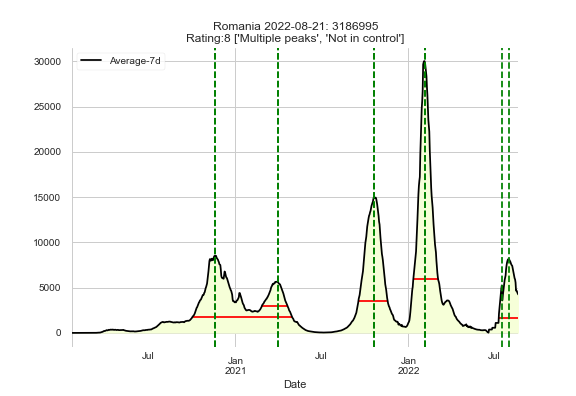 Romania 2022-08-21: 3186995
Rating:8 ['Multiple peaks', 'Not in control']
Average-7d
30000
25000
20000
15000
10000
5000
0
Jul
Jan
2021
Jul
Jan
2022
Jul
Date